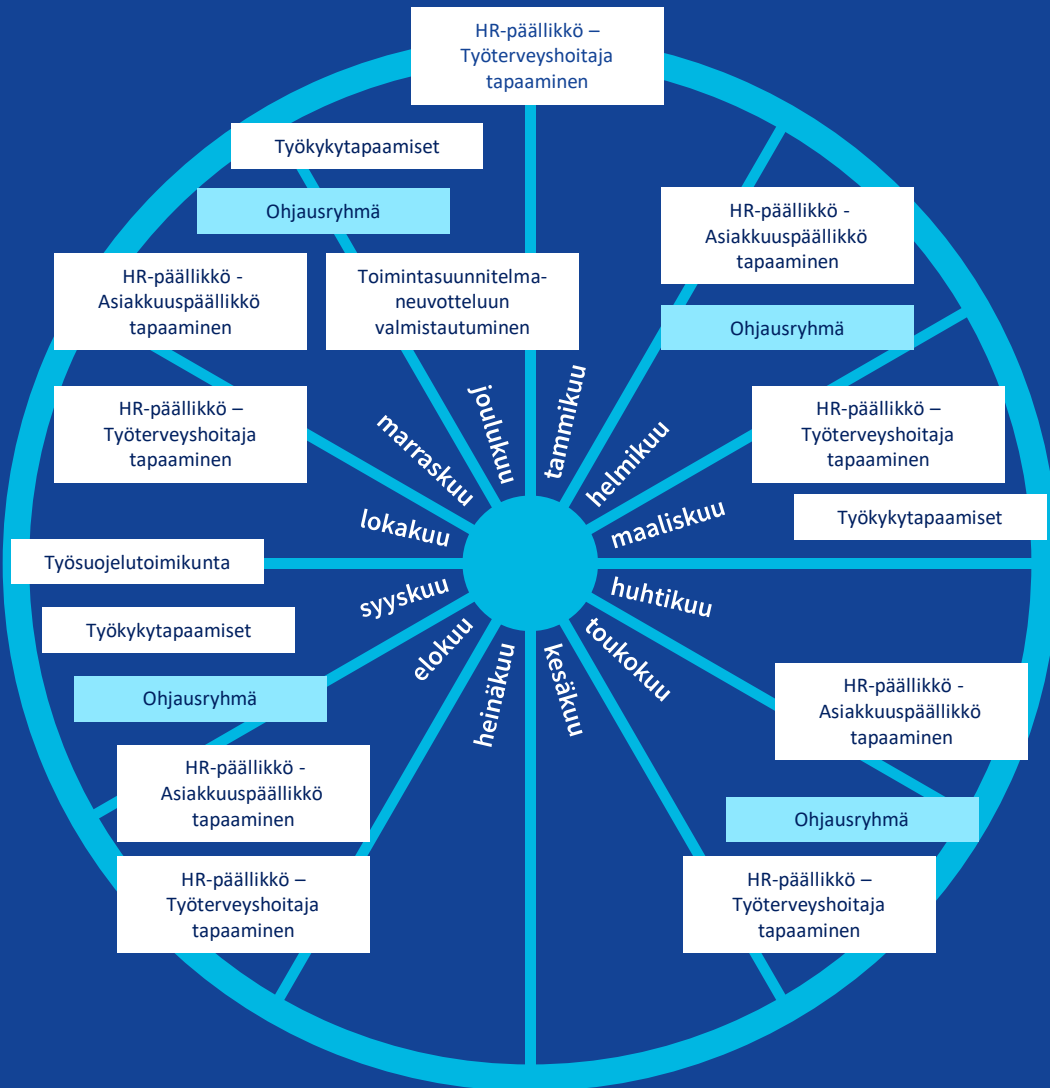 HR-päällikkö –
Työterveyshoitaja
tapaaminen
Työkykytapaamiset
Ohjausryhmä
HR-päällikkö -
Asiakkuuspäällikkö
tapaaminen
Toimintasuunnitelma-
neuvotteluun
valmistautuminen
HR-päällikkö -
Asiakkuuspäällikkö
tapaaminen
Ohjausryhmä
HR-päällikkö –
Työterveyshoitaja
tapaaminen
HR-päällikkö –
Työterveyshoitaja
tapaaminen
Työkykytapaamiset
tammikuu
helmikuu
maaliskuu
huhtikuu
toukokuu
kesäkuu
heinäkuu
elokuu
syyskuu
lokakuu
marraskuu
joulukuu
Työsuojelutoimikunta
Työkykytapaamiset
Ohjausryhmä
HR-päällikkö -
Asiakkuuspäällikkö
tapaaminen
HR-päällikkö –
Työterveyshoitaja
tapaaminen
HR-päällikkö -
Asiakkuuspäällikkö
tapaaminen
Ohjausryhmä
HR-päällikkö –
Työterveyshoitaja
tapaaminen